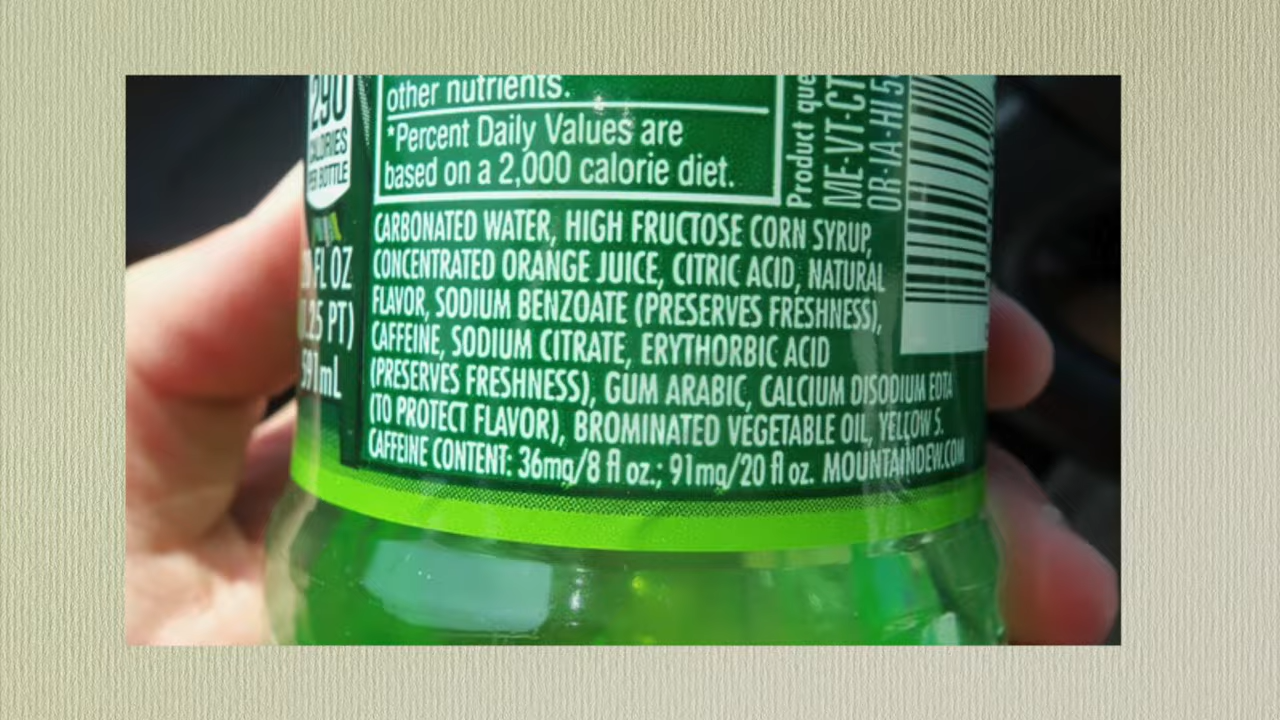 290
CALORIES
PER BOTTLE
FL OZ
1.25 PT)
591mL
other nutrients.
*Percent Daily Values are
based on a 2,000 calorie diet.
CARBONATED WATER, HIGH FRUCTOSE CORN SYRUP,
CONCENTRATED ORANGE JUICE, CITRIC ACID, NATURAL
FLAVOR, SODIUM BENZOATE (PRESERVES FRESHNESS),
CAFFEINE, SODIUM CITRATE, ERYTHORBIC ACID
(PRESERVES FRESHNESS), GUM ARABIC, CALCIUM DISODIUM EDTA
(TO PROTECT FLAVOR), BROMINATED VEGETABLE OIL, YELLOW 5.
CAFFEINE CONTENT: 36mg/8 fl oz.; 91mg/20 fl oz. MOUNTAINDEW.COM
Product que
ME-VT-CT
OR-IA-HI 5